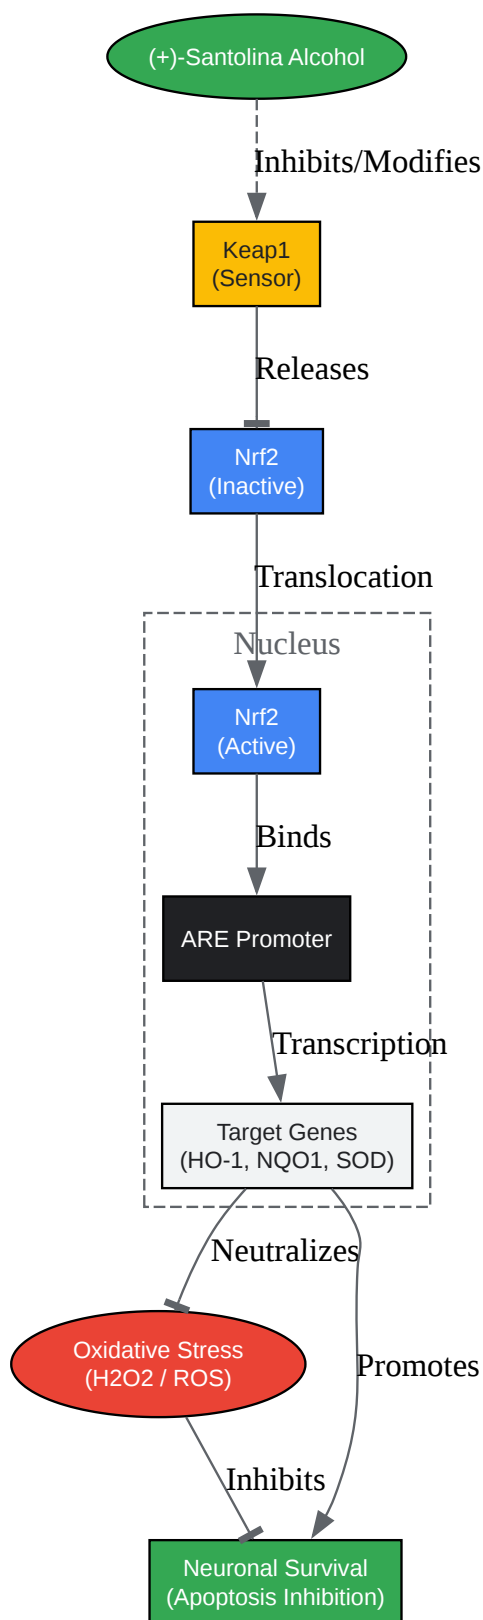 (+)-Santolina Alcohol
Inhibits/Modifies
Keap1
(Sensor)
Releases
Nrf2
(Inactive)
Translocation
Nucleus
Nrf2
(Active)
Binds
ARE Promoter
Transcription
Target Genes
(HO-1, NQO1, SOD)
Neutralizes
Oxidative Stress
(H2O2 / ROS)
Promotes
Inhibits
Neuronal Survival
(Apoptosis Inhibition)